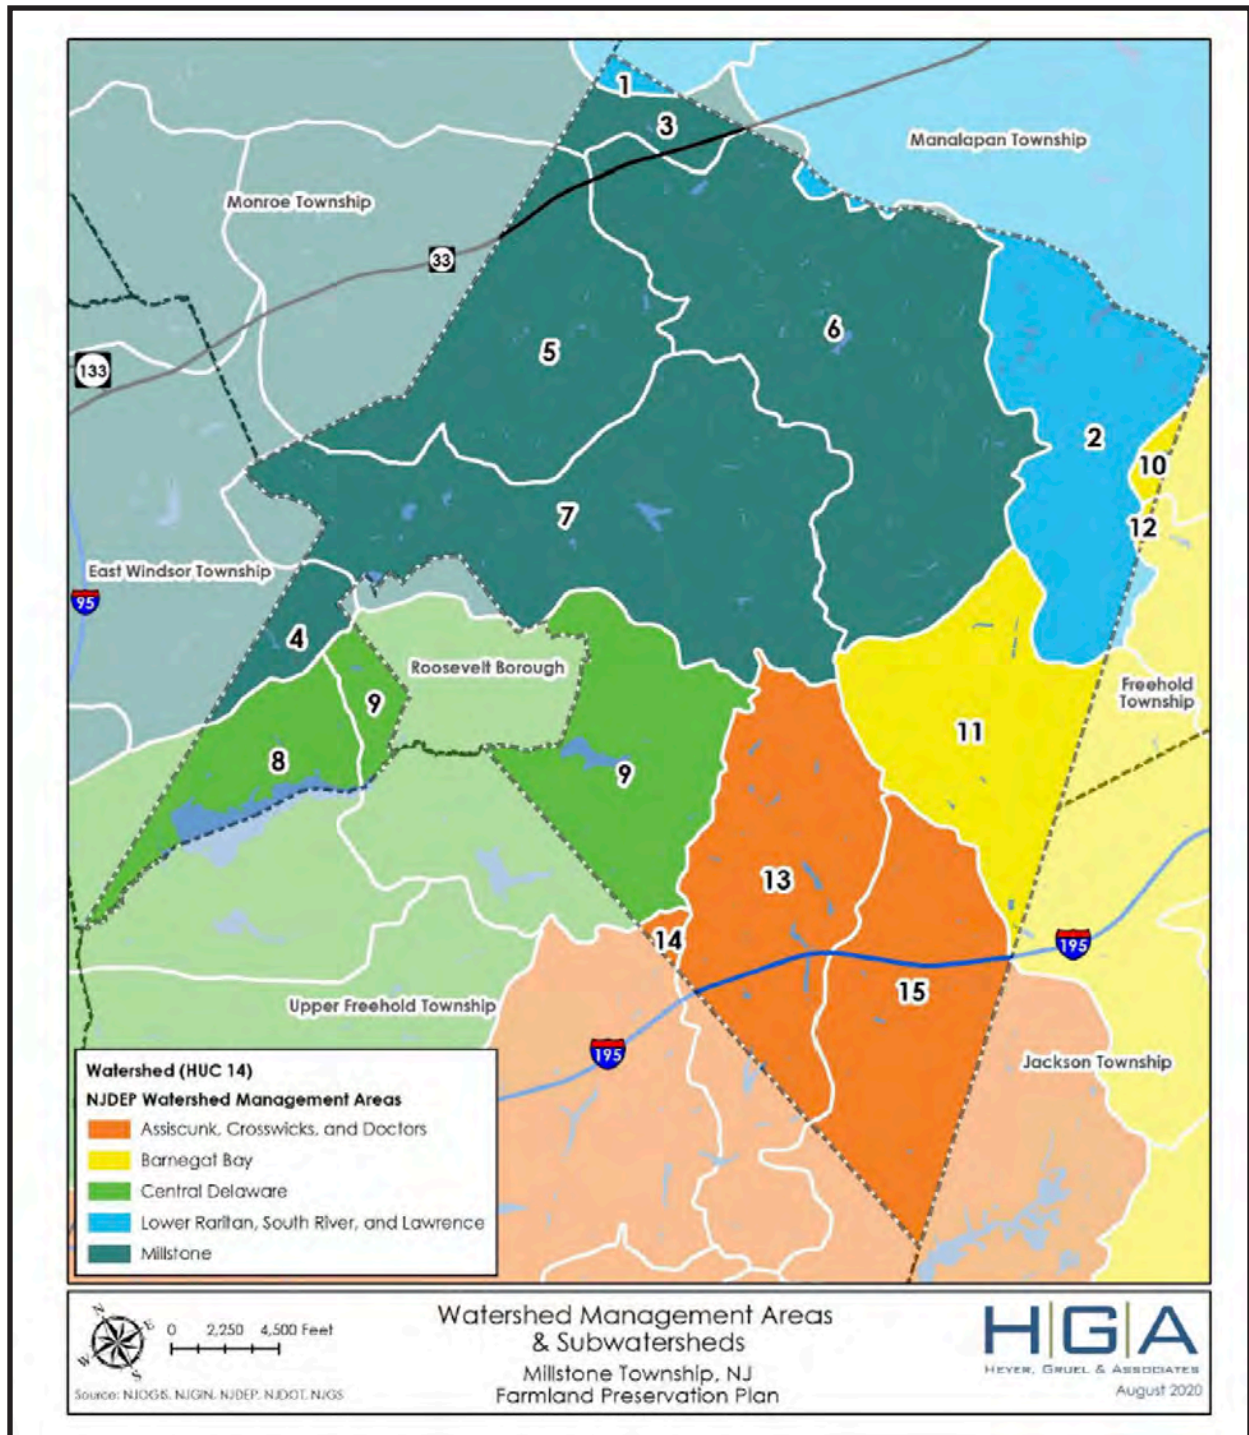 1
3
Manalapan Township
Monroe Township
33
6
5
133
2
10
7
12
East Windsor Township
95
4
Roosevelt Borough
Freehold
Township
9
11
8
9
13
14
195
15
Upper Freehold Township
195
Jackson Township
Watershed (HUC 14)
NJDEP Watershed Management Areas
Assiscunk, Crosswicks, and Doctors
Barnegat Bay
Central Delaware
Lower Raritan, South River, and Lawrence
Millstone
N
E
W
S
0 2,250 4,500 Feet
Source: NJOGIS, NJGIN, NJDEP, NJDOT, NJGS
Watershed Management Areas
& Subwatersheds
Millstone Township, NJ
Farmland Preservation Plan
H|G|A
HEYER, GRUEL & ASSOCIATES
August 2020